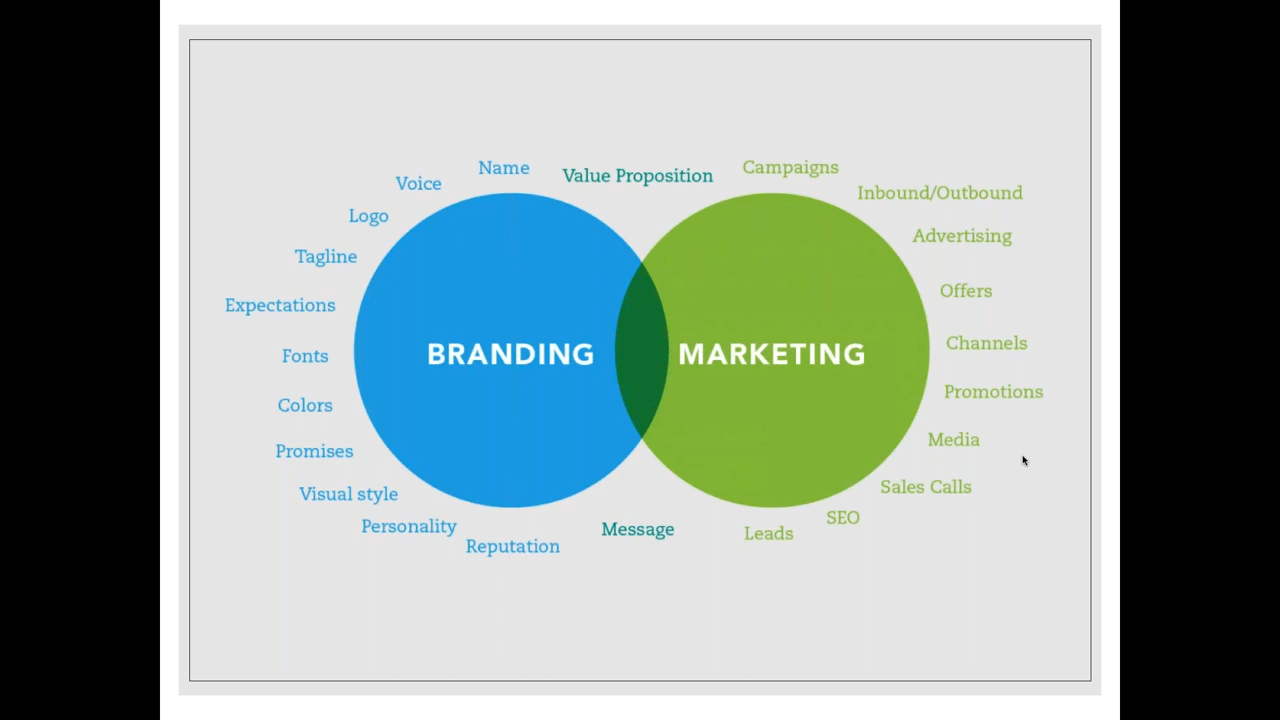 Name
Value Proposition
Campaigns
Voice
Inbound/Outbound
Logo
Advertising
Tagline
Offers
Expectations
Channels
BRANDING
MARKETING
Fonts
Promotions
Colors
Media
Promises
Sales Calls
Visual style
SEO
Personality
Message
Leads
Reputation